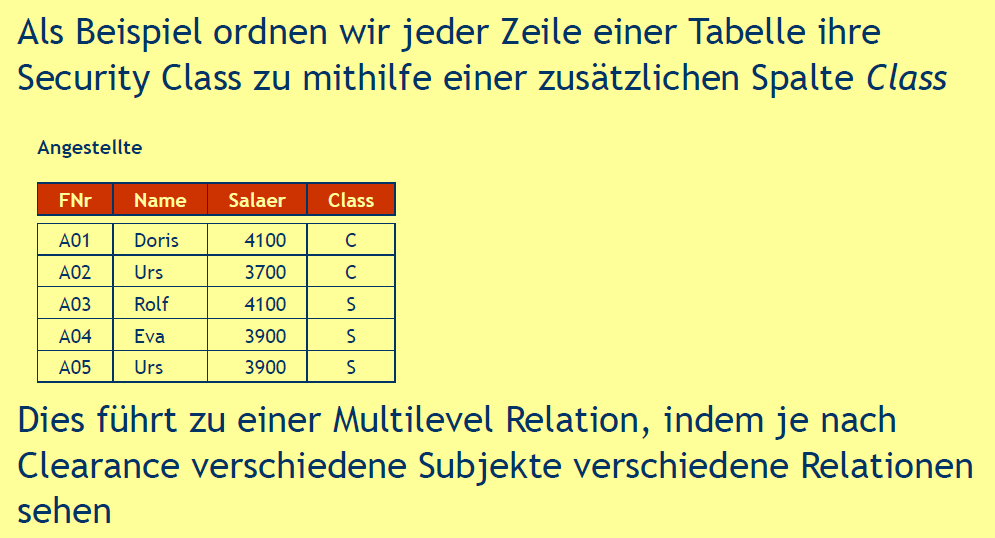 Als Beispiel ordnen wir jeder Zeile einer Tabelle ihre
Security Class zu mithilfe einer zusätzlichen Spalte Class
Angestellte
FNr Name Salaer Class
A01 Doris 4100 C
A02 Urs 3700 C
A03 Rolf 4100 S
A04 Eva 3900 S
A05 Urs 3900 S
Dies führt zu einer Multilevel Relation, indem je nach
Clearance verschiedene Subjekte verschiedene Relationen
sehen